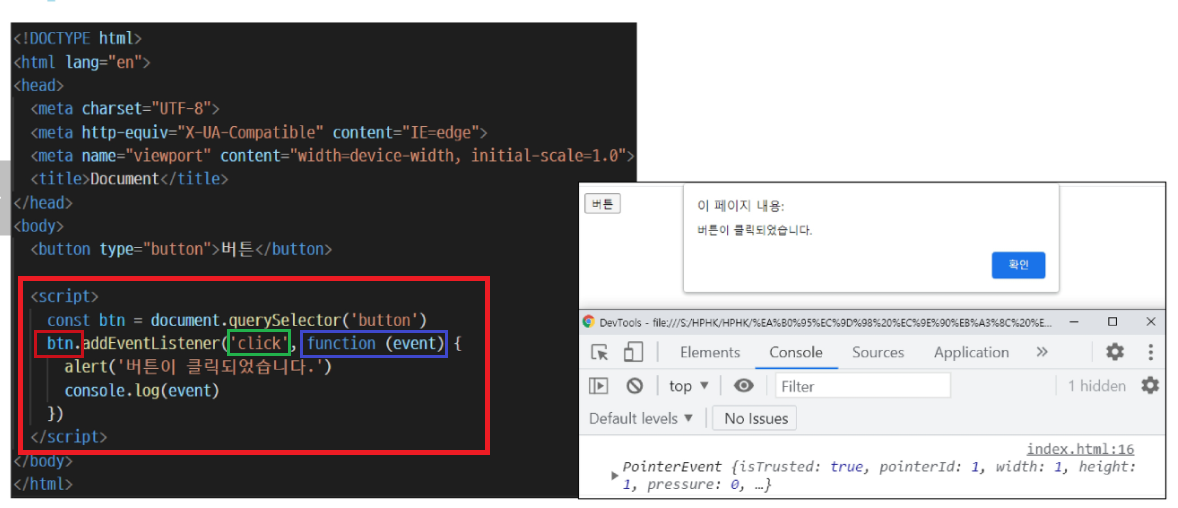 <!DOCTYPE html>
<html lang="en">
<head>
<meta charset="UTF-8">
<meta http-equiv="X-UA-Compatible" content="IE=edge">
<meta name="viewport" content="width=device-width, initial-scale=1.0">
<title>Document</title>
</head>
<body>
<button type="button">버튼</button>
<script>
const btn = document.querySelector('button')
btn.addEventListener('click', function (event) {
alert('버튼이 클릭되었습니다.')
console.log(event)
})
</script>
</body>
</html>
버튼
이 페이지 내용:
버튼이 클릭되었습니다.
확인
DevTools - file:///S:/HPHK/HPHK/%EA%B0%95%EC%9D%98%20%EC%9E%90%EB%A3%8C%20%E...
Elements Console Sources Application »
top ▼ Filter 1 hidden
Default levels ▼ No Issues
index.html:16
PointerEvent {isTrusted: true, pointerId: 1, width: 1, height:
1, pressure: 0, …}